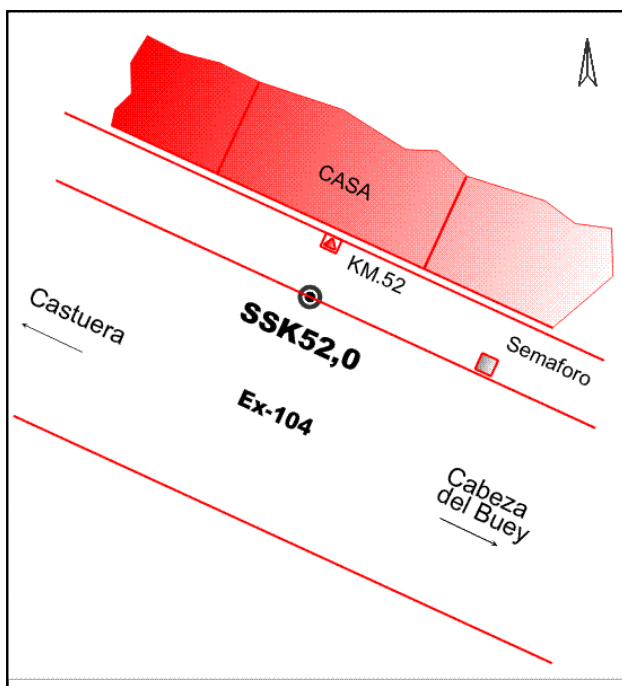 CASA
KM.52
Castuera
SSK52,0
Semaforo
Ex-104
Cabeza
del Buey